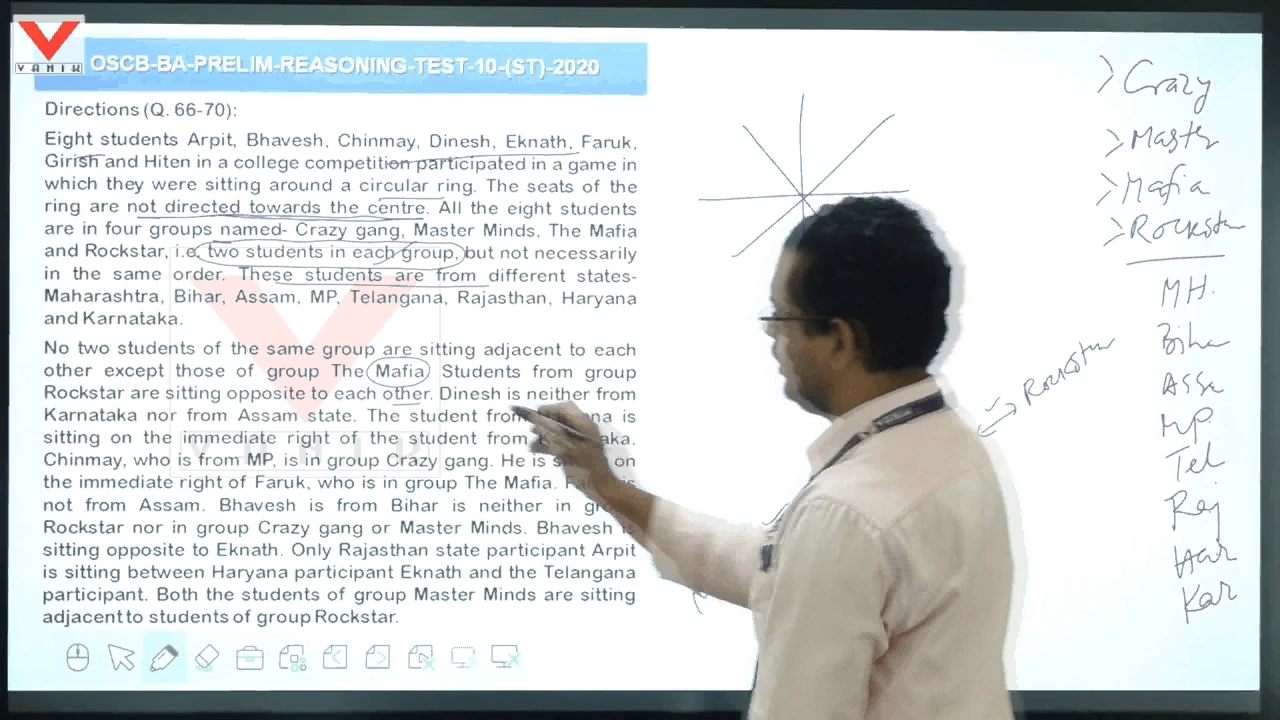 VANIK
OSCB-BA-PRELIM-REASONING-TEST-10-(ST)-2020
Directions (Q. 66-70):
Eight students Arpit, Bhavesh, Chinmay, Dinesh, Eknath, Faruk,
Girish and Hiten in a college competition participated in a game in
which they were sitting around a circular ring. The seats of the
ring are not directed towards the centre. All the eight students
are in four groups named- Crazy gang, Master Minds, The Mafia
and Rockstar, i.e. two students in each group, but not necessarily
in the same order. These students are from different states-
Maharashtra, Bihar, Assam, MP, Telangana, Rajasthan, Haryana
and Karnataka.
No two students of the same group are sitting adjacent to each
other except those of group The Mafia Students from group
Rockstar are sitting opposite to each other. Dinesh is neither from
Karnataka nor from Assam state. The student from is
sitting on the immediate right of the student from
Chinmay, who is from MP, is in group Crazy gang. He is on
the immediate right of Faruk, who is in group The Mafia. is
not from Assam. Bhavesh is from Bihar is neither in
Rockstar nor in group Crazy gang or Master Minds. Bhavesh is
sitting opposite to Eknath. Only Rajasthan state participant Arpit
is sitting between Haryana participant Eknath and the Telangana
participant. Both the students of group Master Minds are sitting
adjacent to students of group Rockstar.
VANIK
Crazy
Master
Mafia
Rockstar
MH.
Biha
Assa
MP.
Tel
Raj
Har
Kar
Rockstar